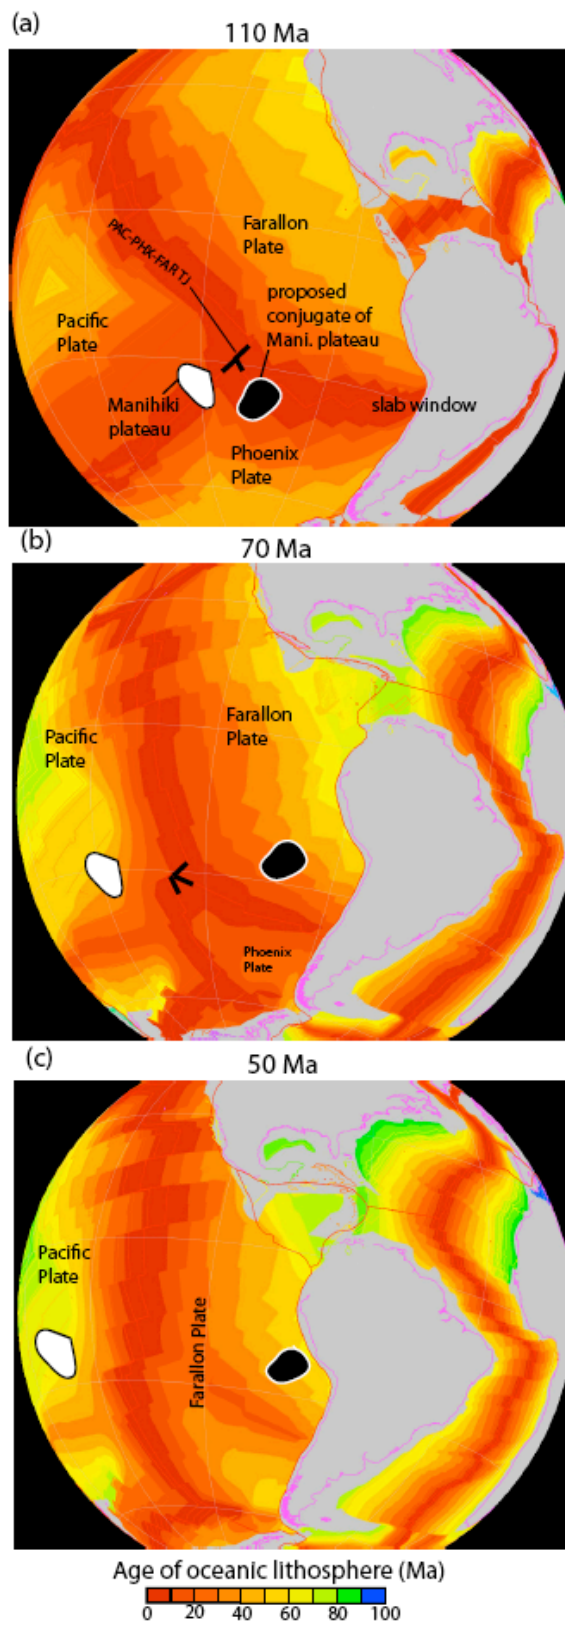 (a)
110 Ma
PAC-PHX-FAR TJ
Farallon
Plate
proposed
conjugate of
Mani. plateau
Pacific
Plate
Manihiki
plateau
slab window
Phoenix
Plate
(b)
70 Ma
Farallon
Plate
Pacific
Plate
Phoenix
Plate
(c)
50 Ma
Pacific
Plate
Farallon Plate
Age of oceanic lithosphere (Ma)
0 20 40 60 80 100